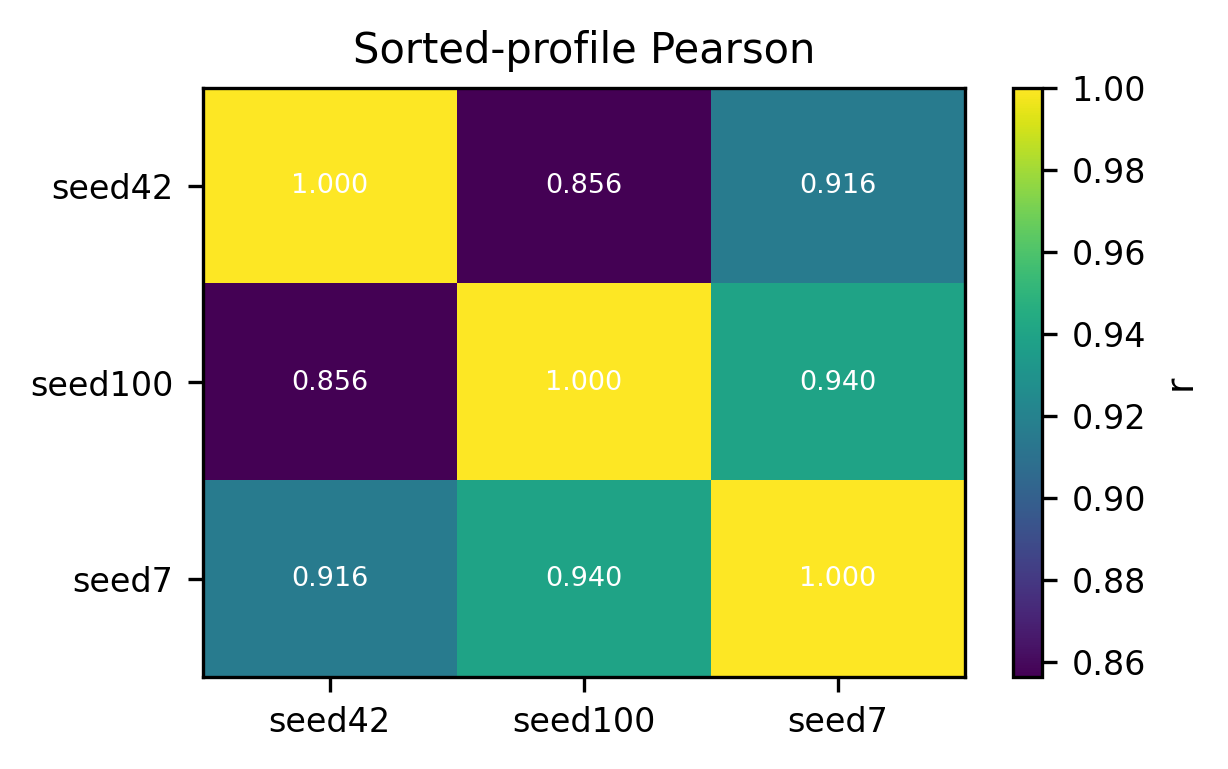 Sorted-profile Pearson
seed42 1.000 0.856 0.916
seed100 0.856 1.000 0.940
seed7 0.916 0.940 1.000
seed42 seed100 seed7
1.00
0.98
0.96
0.94
0.92
0.90
0.88
0.86
r